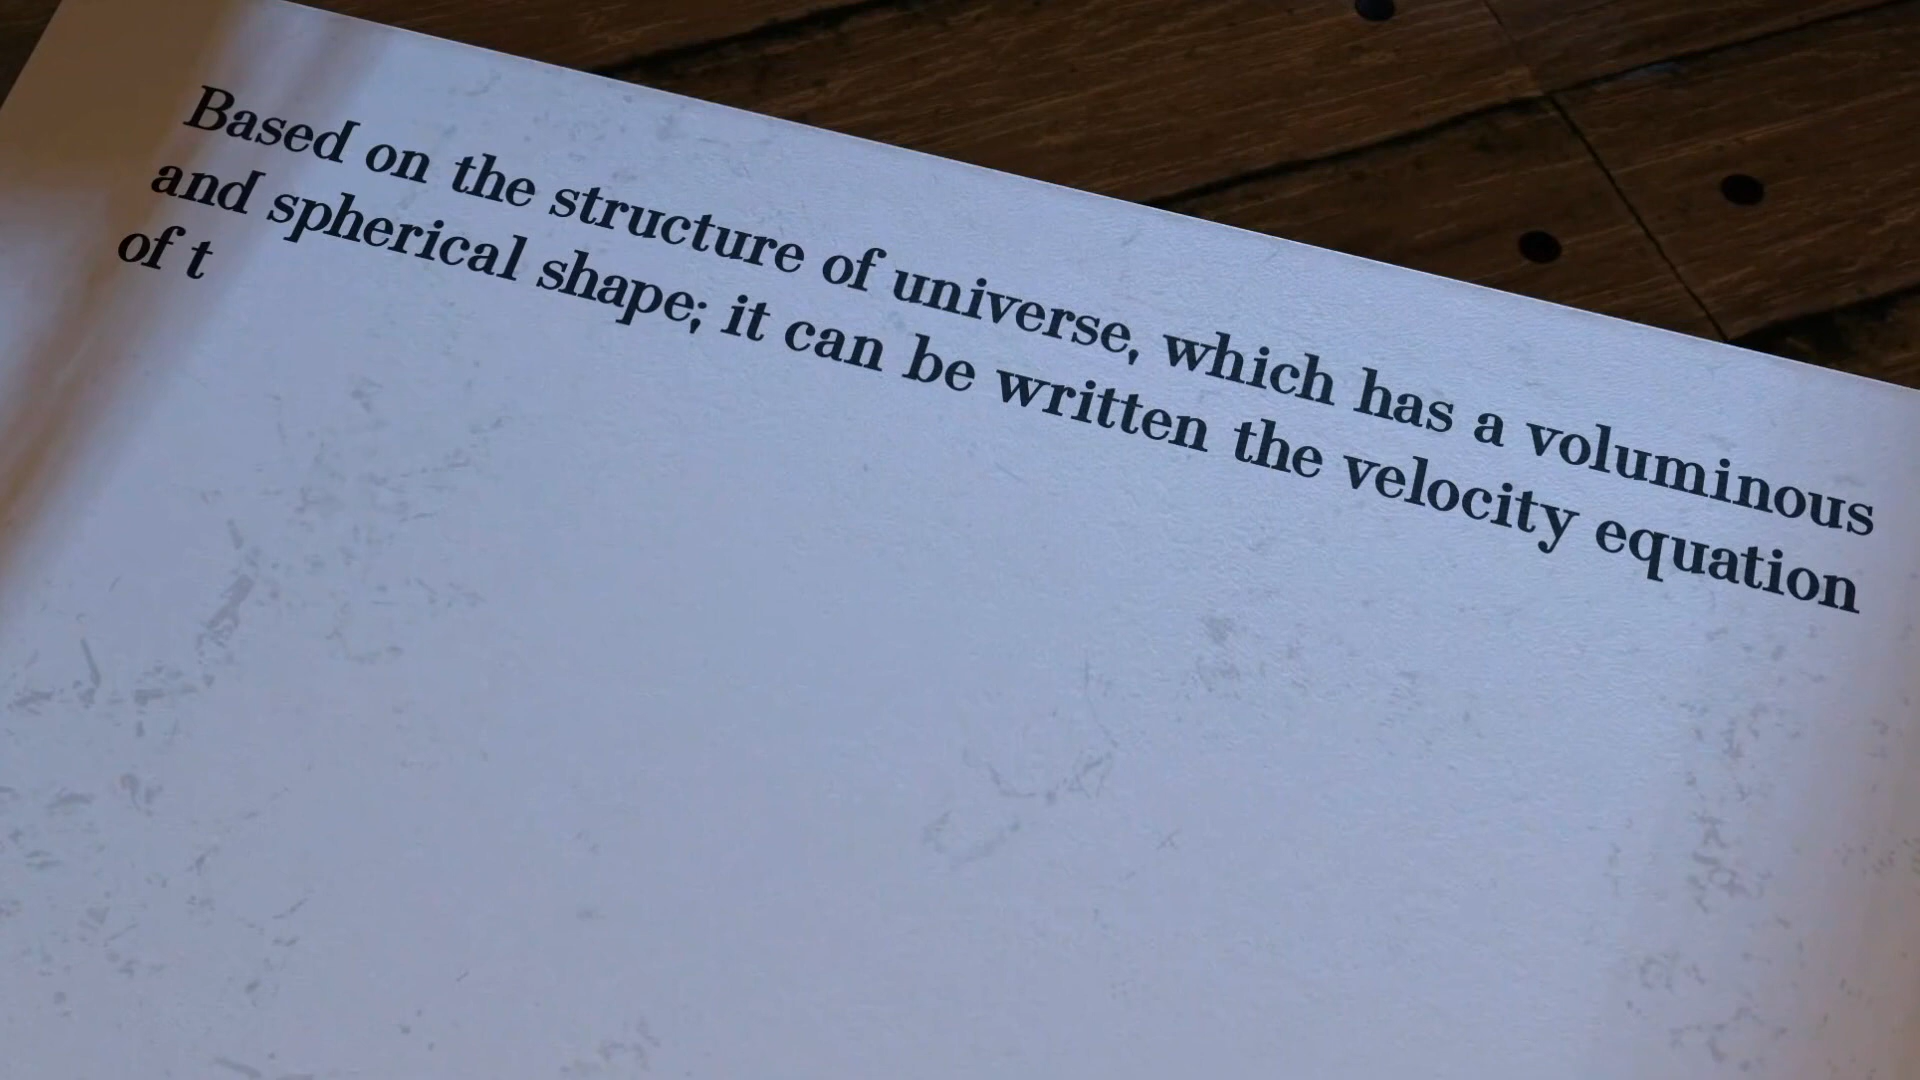 Based on the structure of universe, which has a voluminous
and spherical shape; it can be written the velocity equation
of t